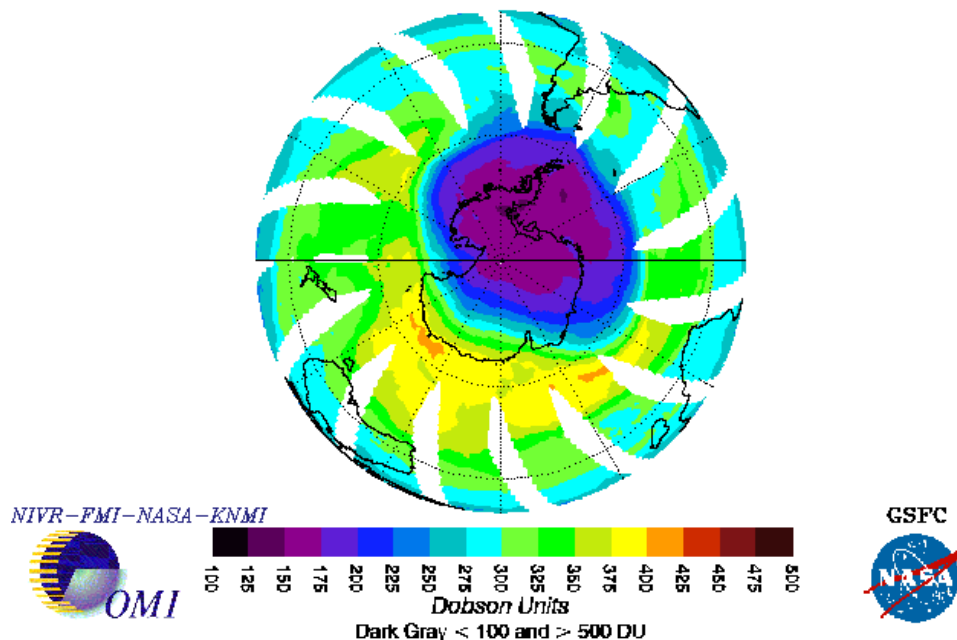 NIVR-FMI-NASA-KNMI
GSFC
OMI
NASA
100 125 150 175 200 225 250 275 300 325 350 375 400 425 450 475 500
Dobson Units
Dark Gray < 100 and > 500 DU